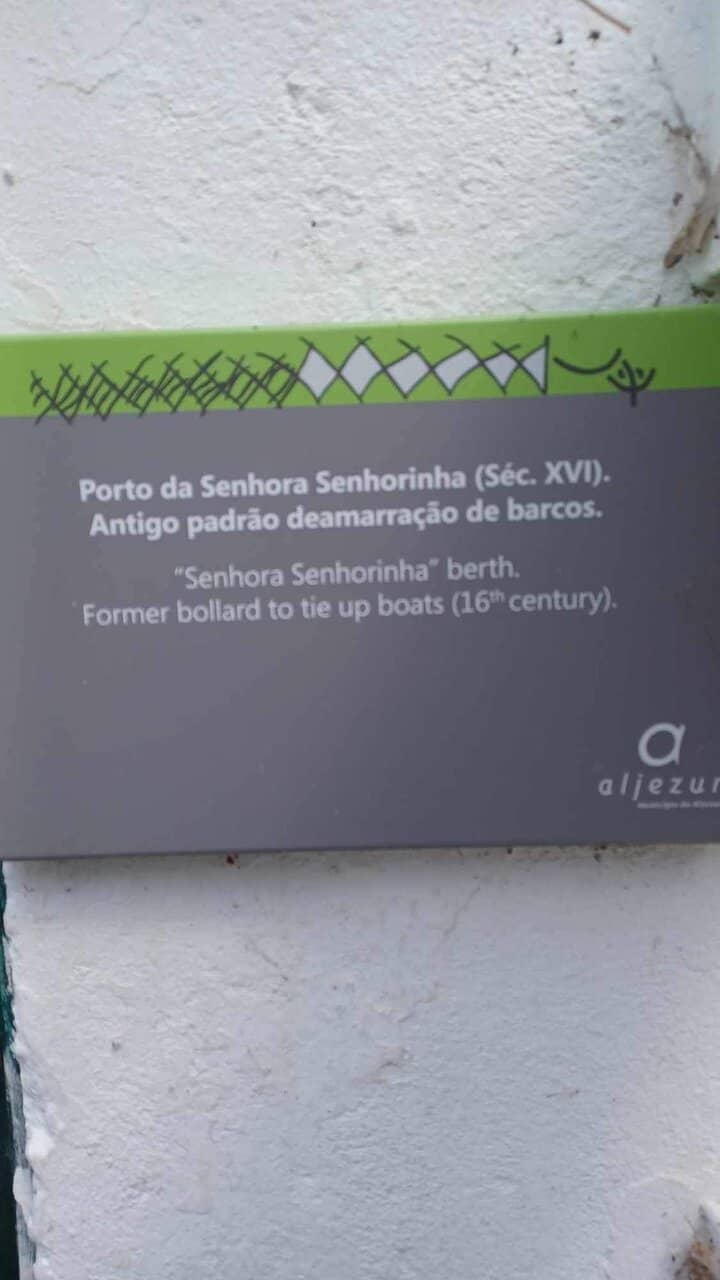 Porto da Senhora Senhorinha (Séc. XVI).
Antigo padrão deamarração de barcos.
"Senhora Senhorinha" berth.
Former bollard to tie up boats (16th century).
a
aljezur